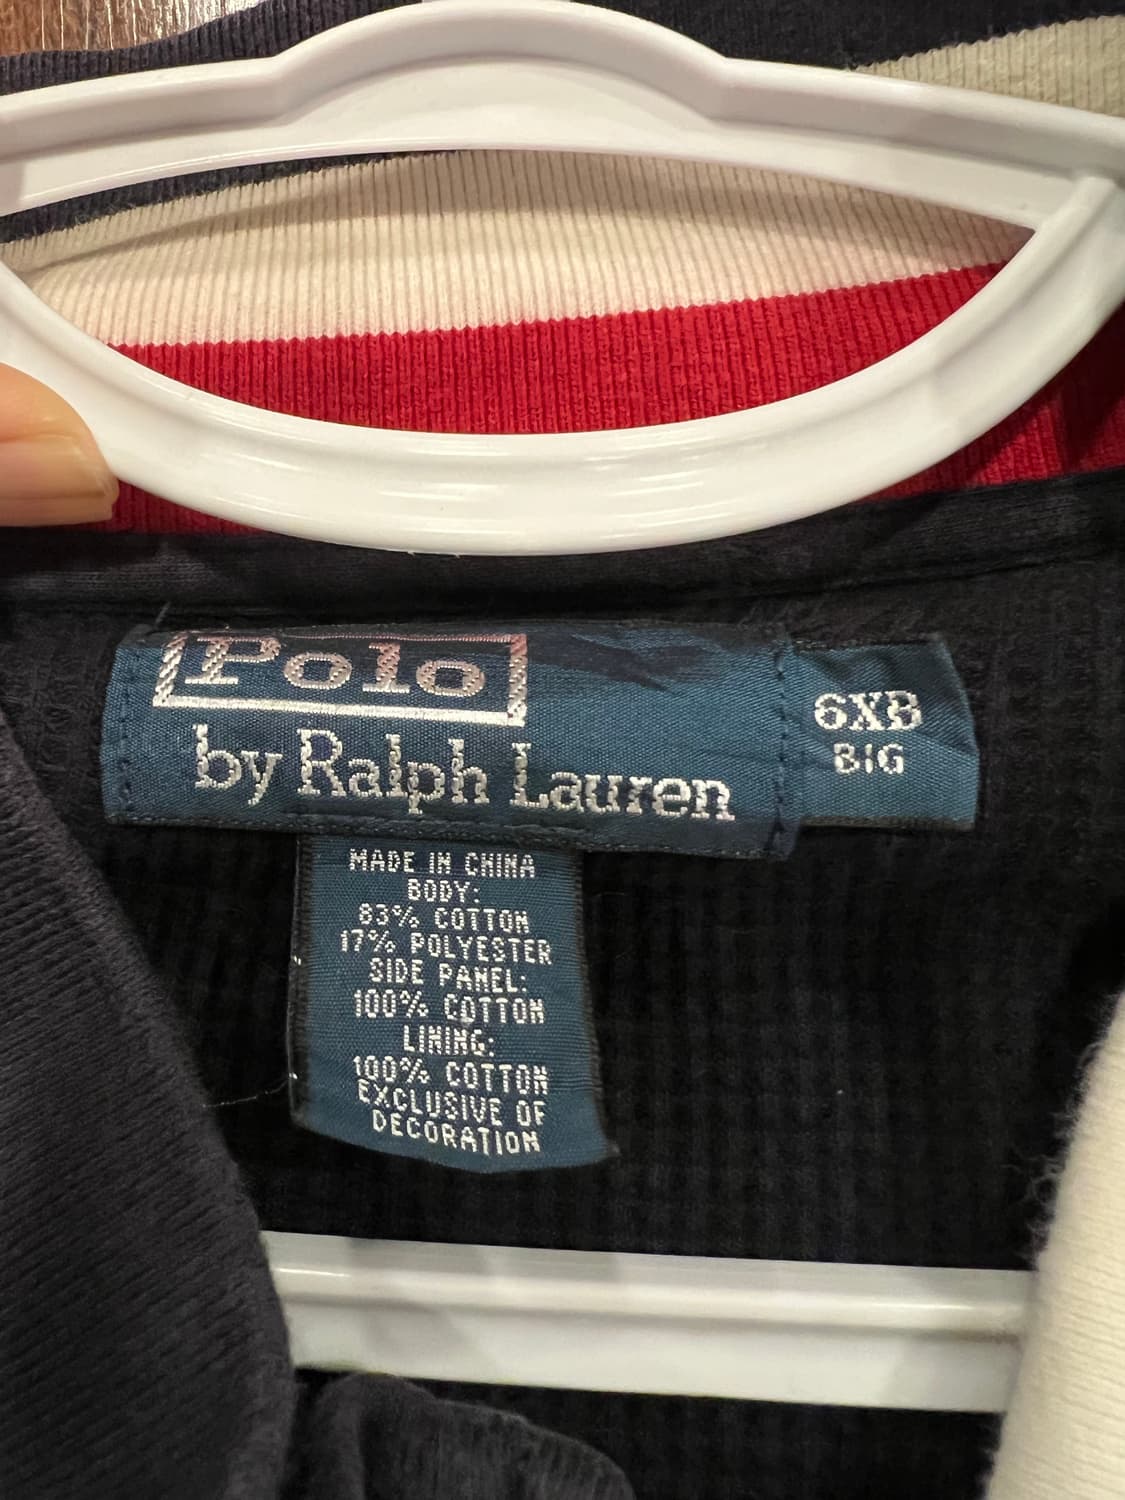 Polo
by Ralph Lauren
6XB
BIG
MADE IN CHINA
BODY:
83% COTTON
17% POLYESTER
SIDE PANEL:
100% COTTON
LINING:
100% COTTON
EXCLUSIVE OF
DECORATION